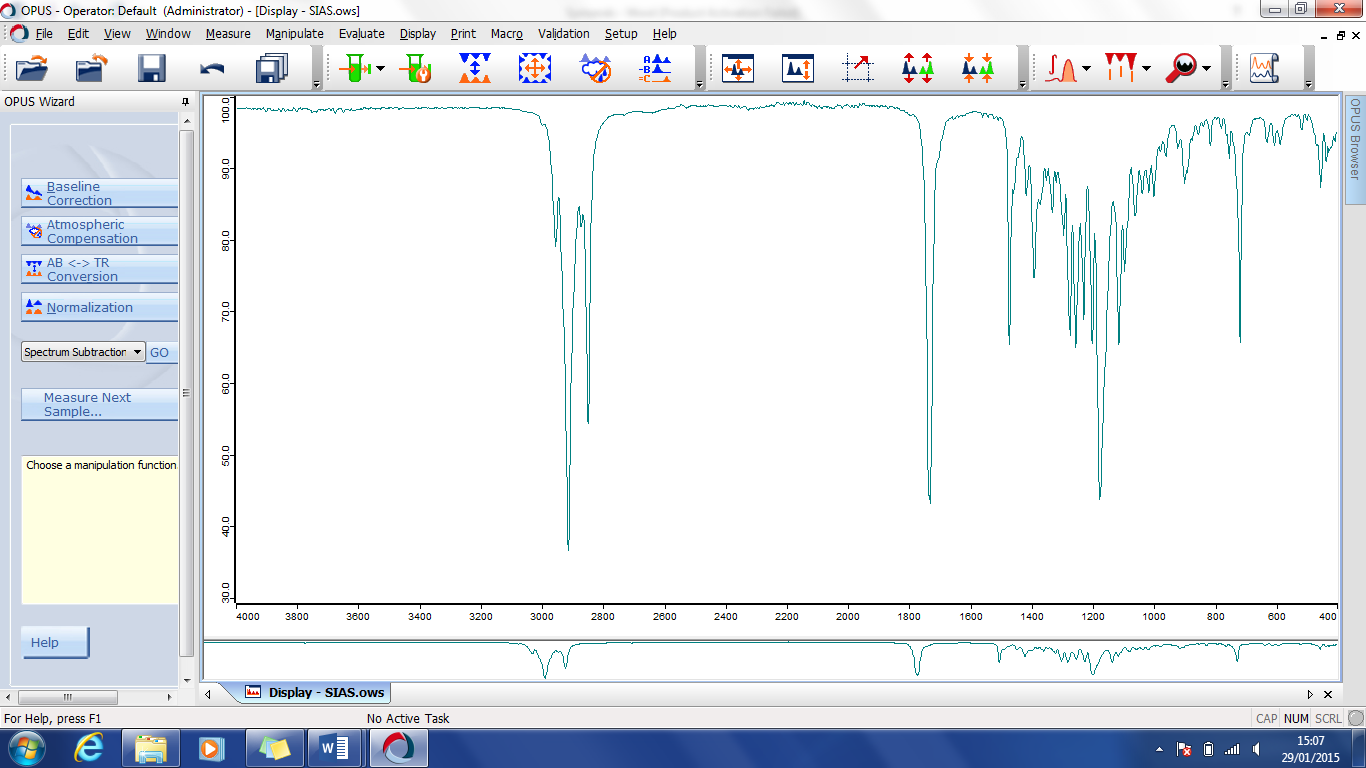 OPUS - Operator: Default (Administrator) - [Display - SIAS.ows]
File Edit View Window Measure Manipulate Evaluate Display Print Macro Validation Setup Help
OPUS Wizard
Baseline
Correction
Atmospheric
Compensation
AB <-> TR
Conversion
Normalization
Spectrum Subtraction GO
Measure Next
Sample...
Choose a manipulation function
Help
100.0
90.0
80.0
70.0
60.0
50.0
40.0
30.0
4000 3600 3400 3200 3000 2800 2600 2400 2200 2000 1800 1600 1400 1200 1000 800 600 400
OPUS Browser
Display - SIAS.ows
For Help, press F1 No Active Task CAP NUM SCRL
15:07
29/01/2015